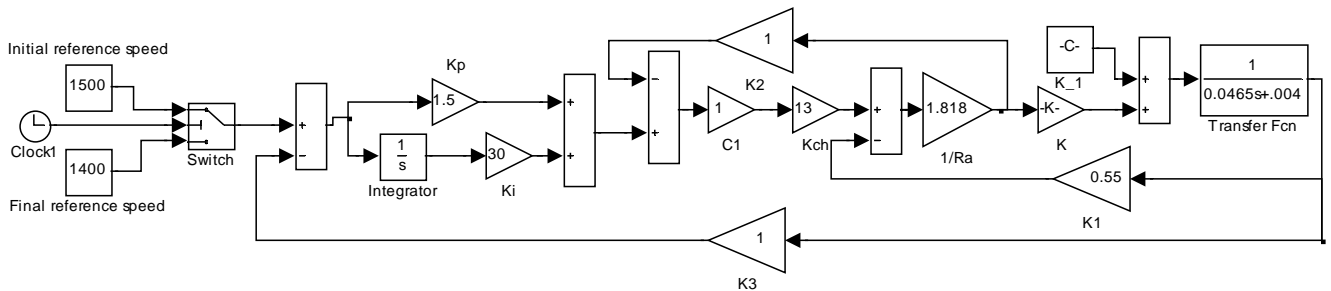 Initial reference speed
1500
Clock1
1400
Final reference speed
Switch
+
−
Kp
1.5
1
s
Integrator
30
Ki
+
+
1
K2
−
+
1
C1
13
Kch
+
−
1.818
1/Ra
-C-
K_1
-K-
K
+
+
1
0.0465s+.004
Transfer Fcn
0.55
K1
1
K3